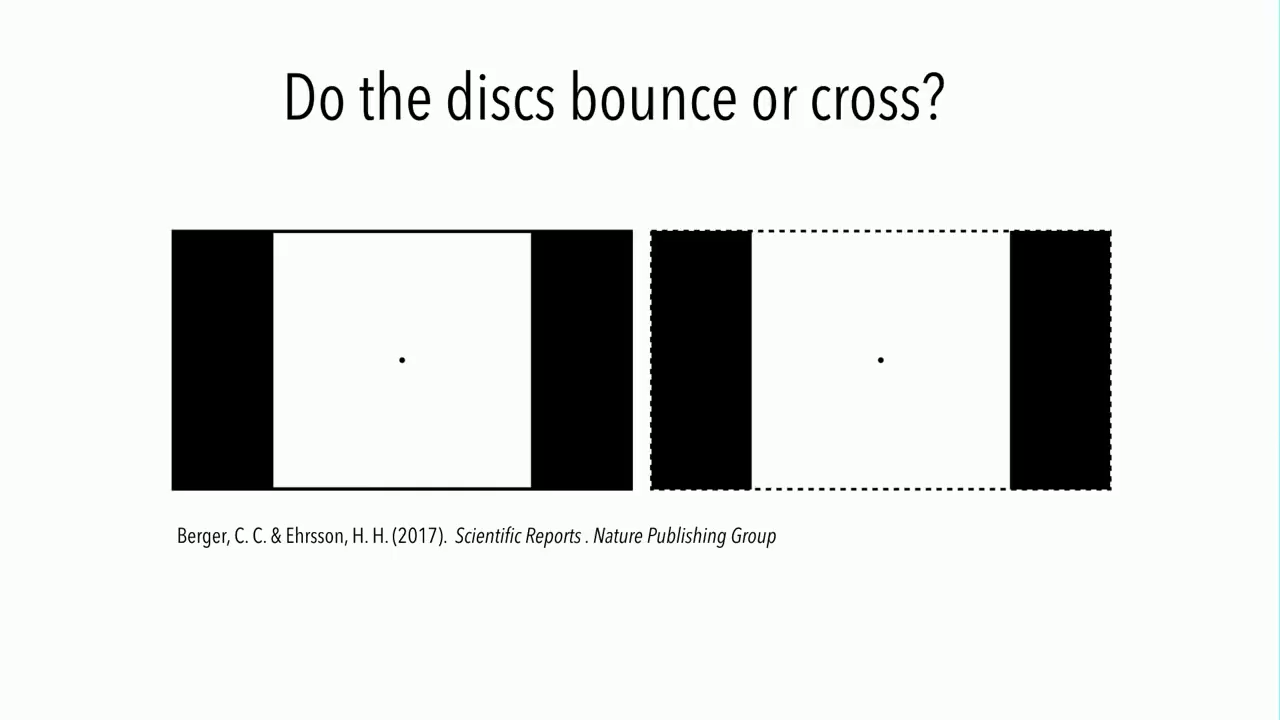 Do the discs bounce or cross?
Berger, C. C. & Ehrsson, H. H. (2017).  Scientific Reports . Nature Publishing Group